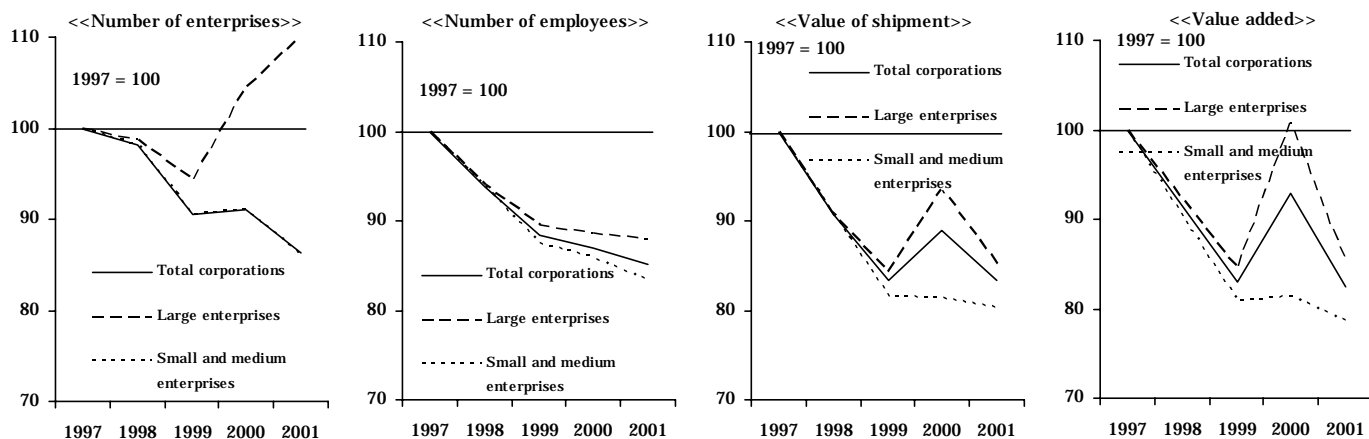 <<Number of enterprises>>
110
1997 = 100
100
90
Total corporations
80
Large enterprises
Small and medium
enterprises
70
1997 1998 1999 2000 2001
<<Number of employees>>
110
1997 = 100
100
90
Total corporations
80
Large enterprises
Small and medium
enterprises
70
1997 1998 1999 2000 2001
<<Value of shipment>>
110
1997 = 100
Total corporations
Large enterprises
100
Small and medium
enterprises
90
80
70
1997 1998 1999 2000 2001
<<Value added>>
110
1997 = 100
Total corporations
Large enterprises
100
Small and medium
enterprises
90
80
70
1997 1998 1999 2000 2001